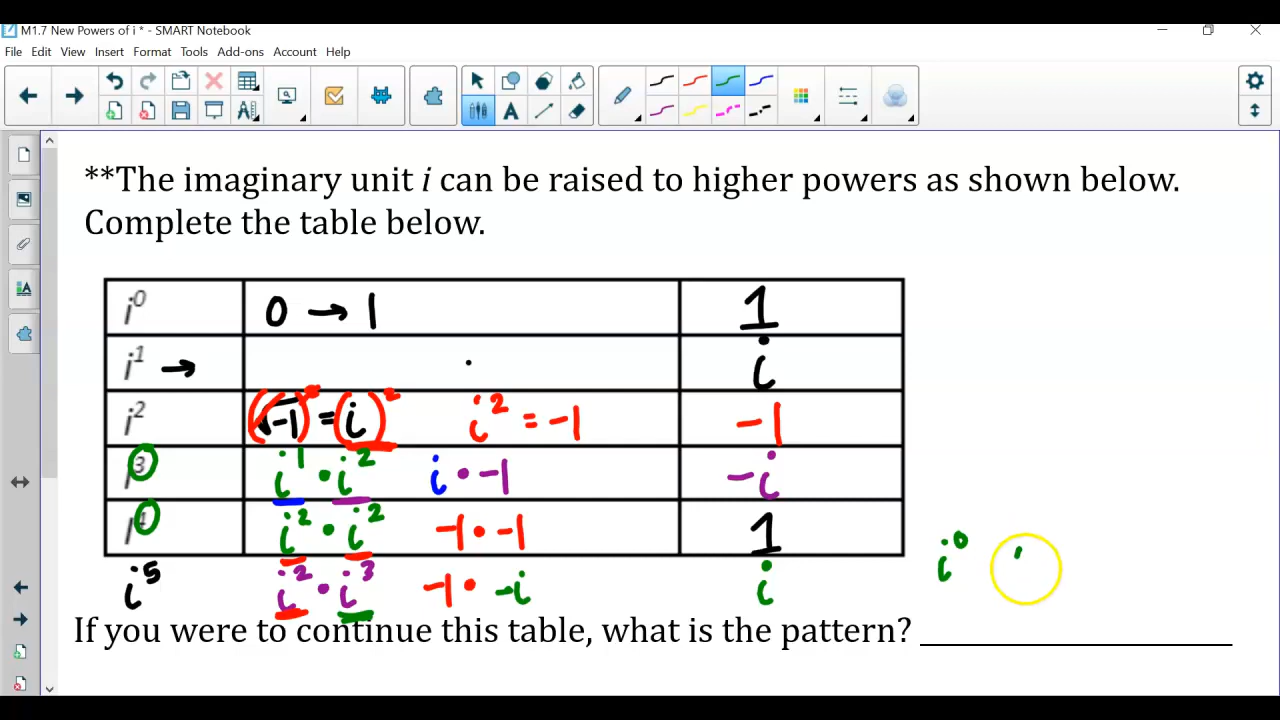 M1.7 New Powers of i * - SMART Notebook
File Edit View Insert Format Tools Add-ons Account Help
**The imaginary unit i can be raised to higher powers as shown below.
Complete the table below.
i⁰ 0 → 1 1
i¹ → i
i² (√-1)² = (i)² i² = -1 -1
i³ i¹ · i² i · -1 -i
i⁴ i² · i² -1 · -1 1
i⁵ i² · i³ -1 · -i i
i⁰
If you were to continue this table, what is the pattern? ____________